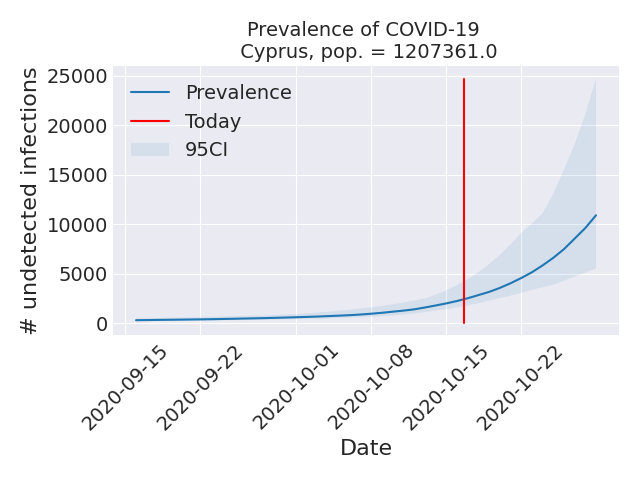 Prevalence of COVID-19
Cyprus, pop. = 1207361.0
# undetected infections
25000
20000
15000
10000
5000
0
Prevalence
Today
95CI
2020-09-15
2020-09-22
2020-10-01
2020-10-08
2020-10-15
2020-10-22
Date